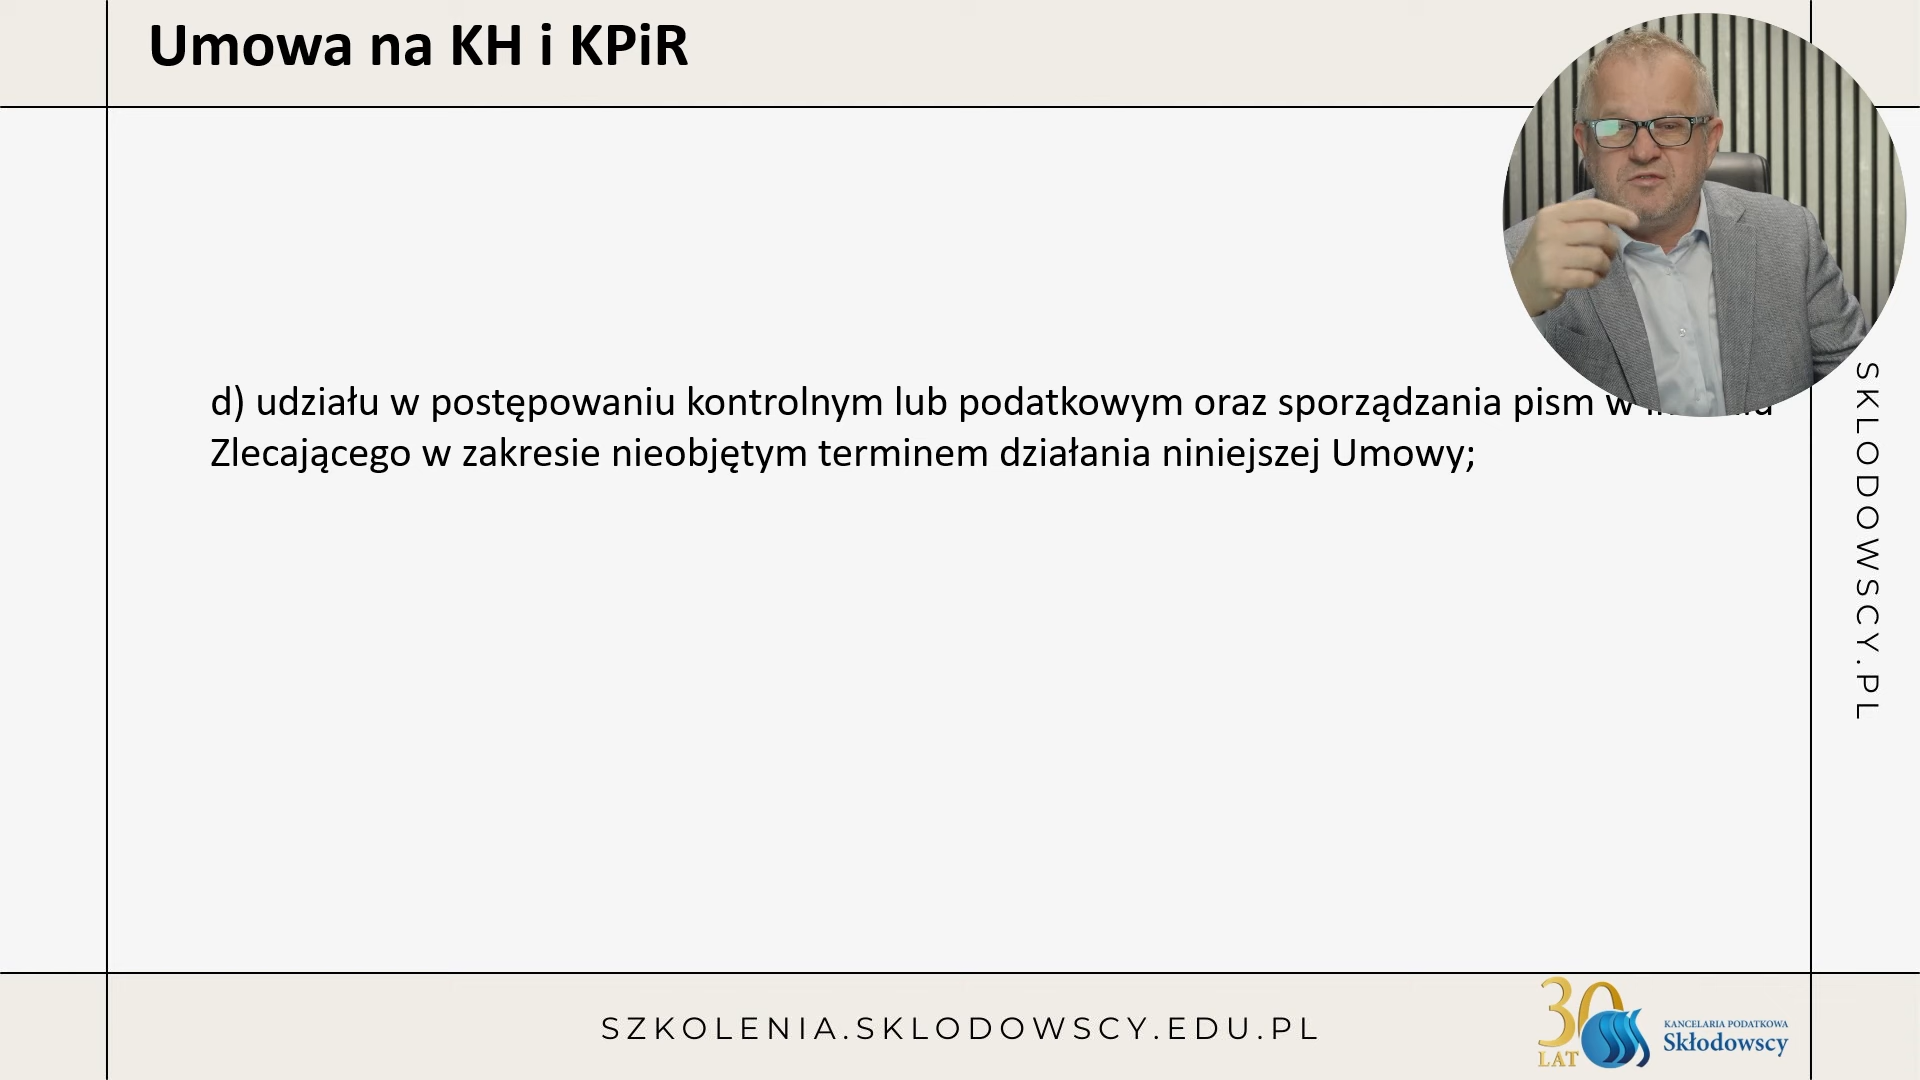 Umowa na KH i KPiR
d) udziału w postępowaniu kontrolnym lub podatkowym oraz sporządzania pism w
Zlecającego w zakresie nieobjętym terminem działania niniejszej Umowy;
SKLODOWSCY.PL
SZKOLENIA.SKLODOWSCY.EDU.PL
30
LAT
KANCELARIA PODATKOWA
Skłodowscy